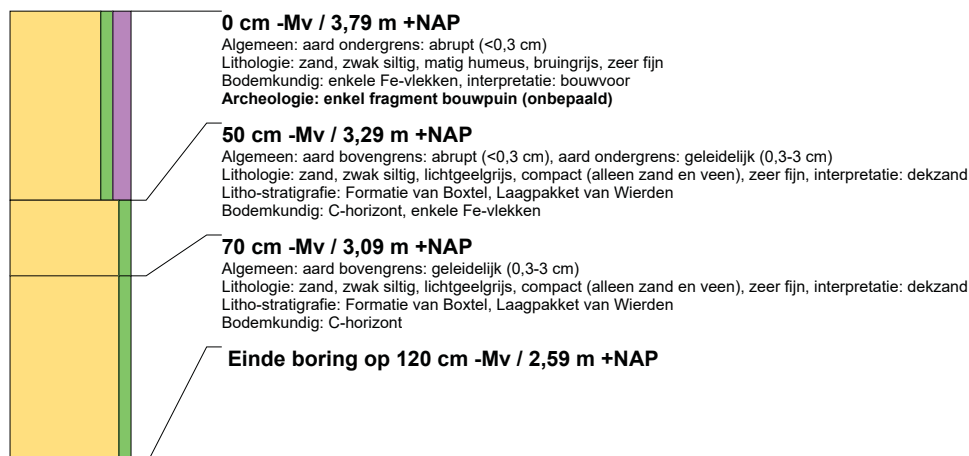 0 cm -Mv / 3,79 m +NAP
Algemeen: aard ondergrens: abrupt (<0,3 cm)
Lithologie: zand, zwak siltig, matig humeus, bruingrijs, zeer fijn
Bodemkundig: enkele Fe-vlekken, interpretatie: bouwvoor
Archeologie: enkel fragment bouwpuin (onbepaald)
50 cm -Mv / 3,29 m +NAP
Algemeen: aard bovengrens: abrupt (<0,3 cm), aard ondergrens: geleidelijk (0,3-3 cm)
Lithologie: zand, zwak siltig, lichtgeelgrijs, compact (alleen zand en veen), zeer fijn, interpretatie: dekzand
Litho-stratigrafie: Formatie van Boxtel, Laagpakket van Wierden
Bodemkundig: C-horizont, enkele Fe-vlekken
70 cm -Mv / 3,09 m +NAP
Algemeen: aard bovengrens: geleidelijk (0,3-3 cm)
Lithologie: zand, zwak siltig, lichtgeelgrijs, compact (alleen zand en veen), zeer fijn, interpretatie: dekzand
Litho-stratigrafie: Formatie van Boxtel, Laagpakket van Wierden
Bodemkundig: C-horizont
Einde boring op 120 cm -Mv / 2,59 m +NAP